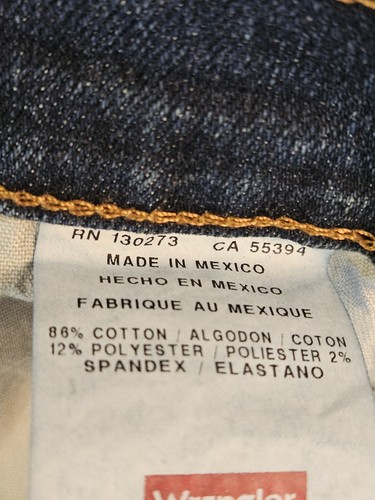 RN 130273 CA 55394
MADE IN MEXICO
HECHO EN MEXICO
FABRIQUE AU MEXIQUE
86% COTTON / ALGODON / COTON
12% POLYESTER / POLIESTER 2%
SPANDEX / ELASTANO
Wrangler